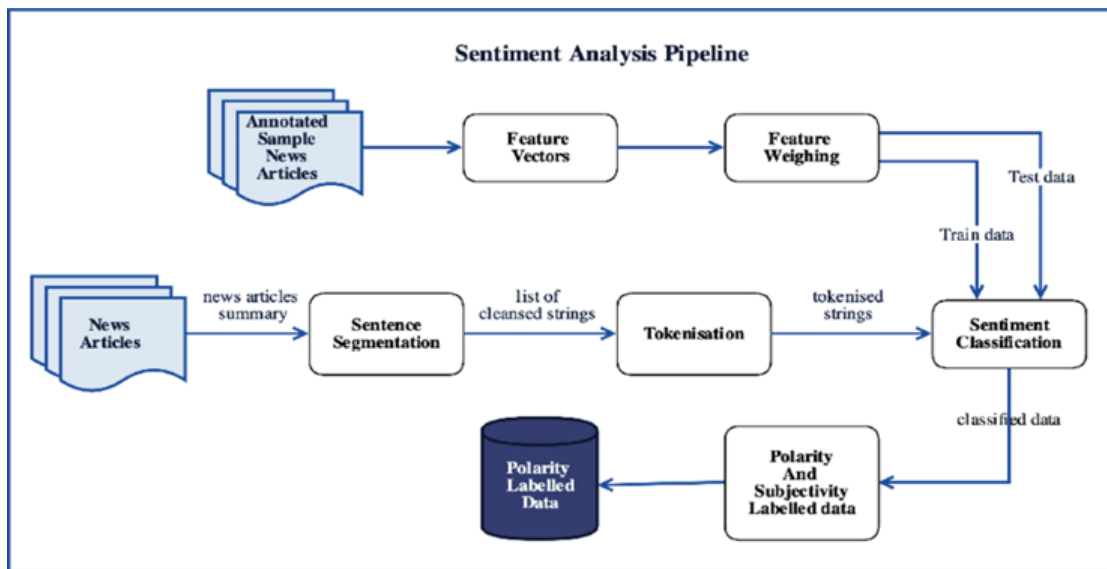 Sentiment Analysis Pipeline
Annotated
Sample
News
Articles
Feature
Vectors
Feature
Weighing
Test data
Train data
News
Articles
news articles
summary
Sentence
Segmentation
list of
cleansed strings
Tokenisation
tokenised
strings
Sentiment
Classification
classified data
Polarity
And
Subjectivity
Labelled data
Polarity
Labelled
Data